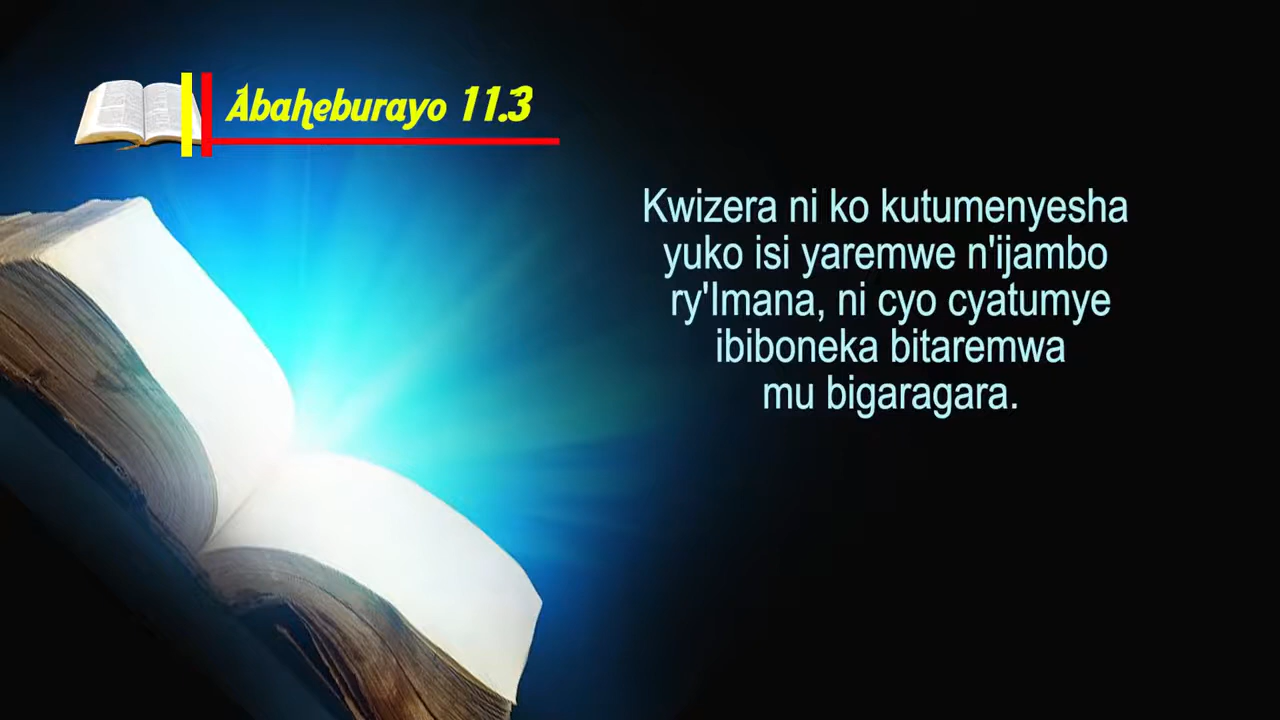 Abaheburayo 11.3
Kwizera ni ko kutumenyesha
yuko isi yaremwe n'ijambo
ry'Imana, ni cyo cyatumye
ibiboneka bitaremwa
mu bigaragara.